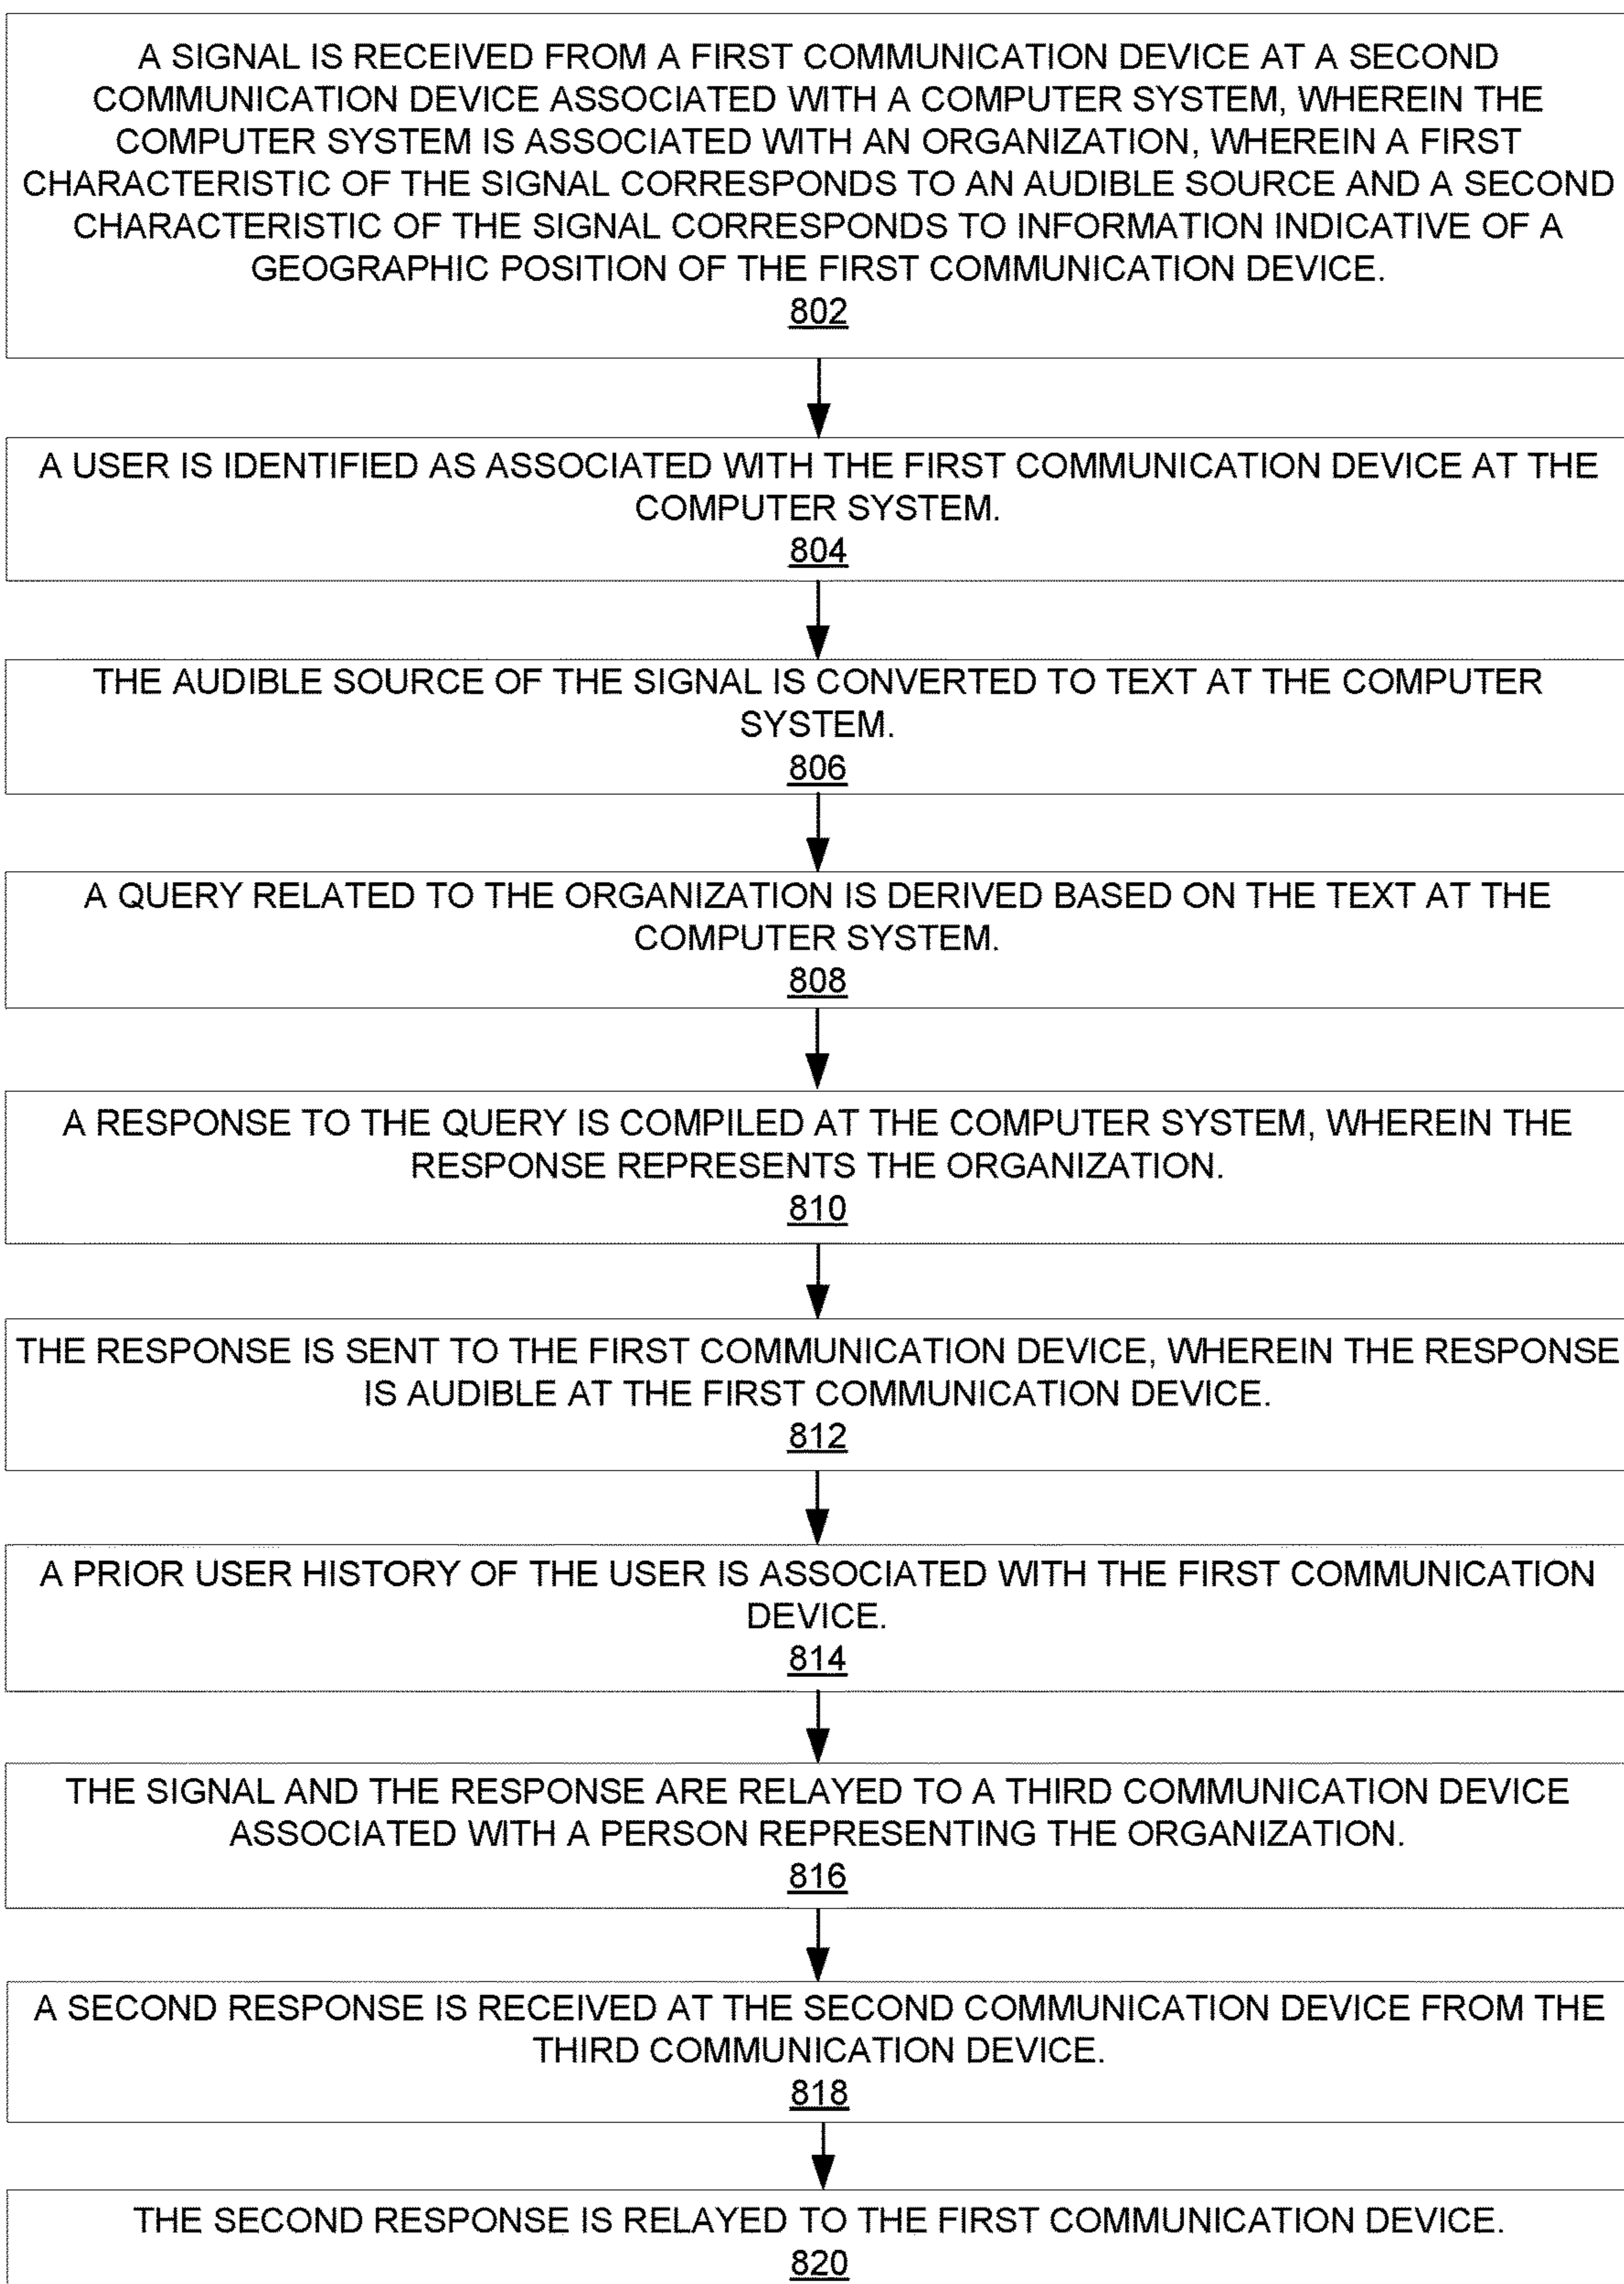 A SIGNAL IS RECEIVED FROM A FIRST COMMUNICATION DEVICE AT A SECOND
COMMUNICATION DEVICE ASSOCIATED WITH A COMPUTER SYSTEM, WHEREIN THE
COMPUTER SYSTEM IS ASSOCIATED WITH AN ORGANIZATION, WHEREIN A FIRST
CHARACTERISTIC OF THE SIGNAL CORRESPONDS TO AN AUDIBLE SOURCE AND A SECOND
CHARACTERISTIC OF THE SIGNAL CORRESPONDS TO INFORMATION INDICATIVE OF A
GEOGRAPHIC POSITION OF THE FIRST COMMUNICATION DEVICE.
802
A USER IS IDENTIFIED AS ASSOCIATED WITH THE FIRST COMMUNICATION DEVICE AT THE
COMPUTER SYSTEM.
804
THE AUDIBLE SOURCE OF THE SIGNAL IS CONVERTED TO TEXT AT THE COMPUTER
SYSTEM.
806
A QUERY RELATED TO THE ORGANIZATION IS DERIVED BASED ON THE TEXT AT THE
COMPUTER SYSTEM.
808
A RESPONSE TO THE QUERY IS COMPILED AT THE COMPUTER SYSTEM, WHEREIN THE
RESPONSE REPRESENTS THE ORGANIZATION.
810
THE RESPONSE IS SENT TO THE FIRST COMMUNICATION DEVICE, WHEREIN THE RESPONSE
IS AUDIBLE AT THE FIRST COMMUNICATION DEVICE.
812
A PRIOR USER HISTORY OF THE USER IS ASSOCIATED WITH THE FIRST COMMUNICATION
DEVICE.
814
THE SIGNAL AND THE RESPONSE ARE RELAYED TO A THIRD COMMUNICATION DEVICE
ASSOCIATED WITH A PERSON REPRESENTING THE ORGANIZATION.
816
A SECOND RESPONSE IS RECEIVED AT THE SECOND COMMUNICATION DEVICE FROM THE
THIRD COMMUNICATION DEVICE.
818
THE SECOND RESPONSE IS RELAYED TO THE FIRST COMMUNICATION DEVICE.
820